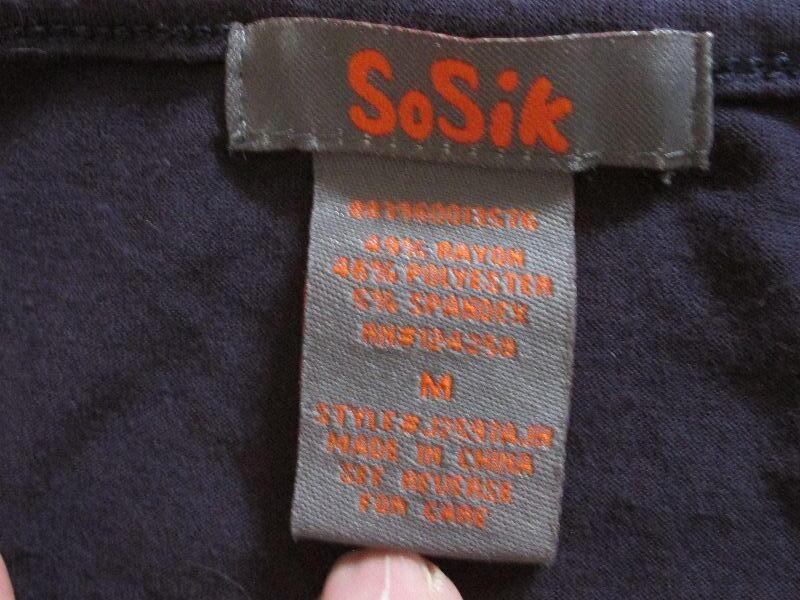 SoSik
49% RAYON
46% POLYESTER
5% SPANDEX
M
MADE IN CHINA
SEE REVERSE
FOR CARE